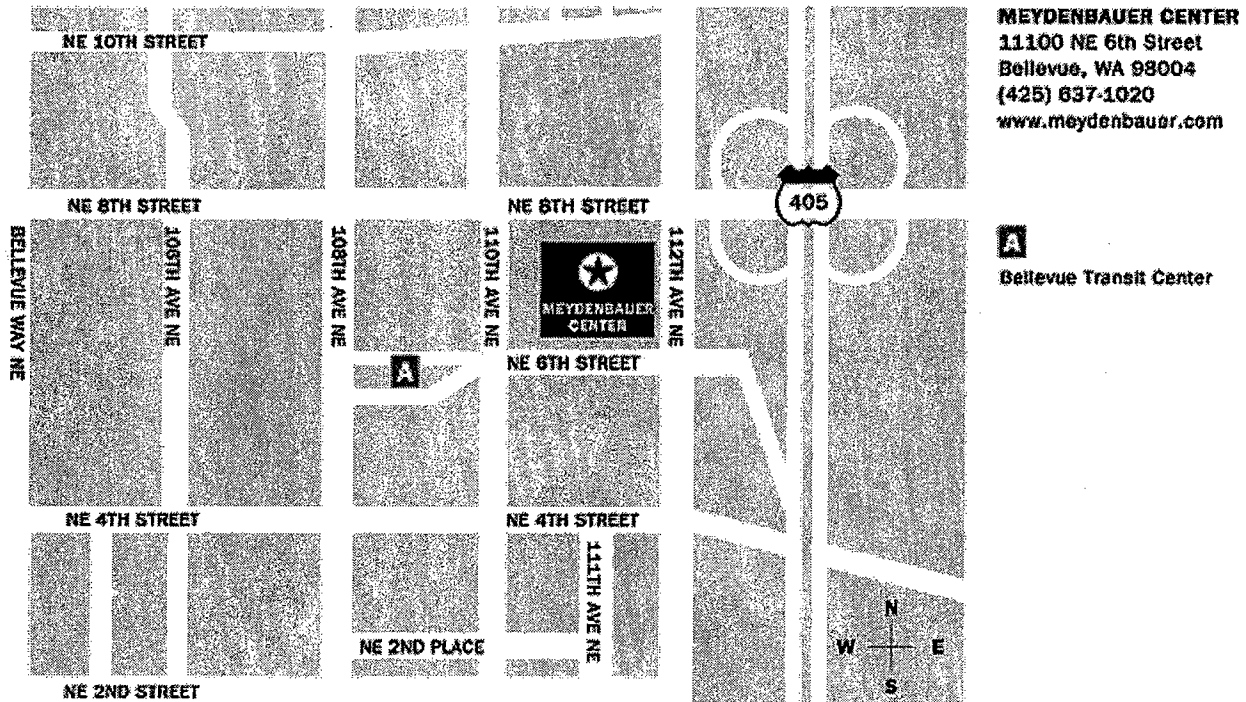 MEYDENBAUER CENTER
11100 NE 6th Street
Bellevue, WA 98004
(425) 637-1020
www.meydenbauer.com
NE 10TH STREET
NE 8TH STREET
NE 8TH STREET
405
BELLEVUE WAY NE
106TH AVE NE
108TH AVE NE
110TH AVE NE
112TH AVE NE
MEYDENBAUER
CENTER
A
Bellevue Transit Center
A
NE 6TH STREET
NE 4TH STREET
NE 4TH STREET
111TH AVE NE
NE 2ND PLACE
NE 2ND STREET
N
W
E
S